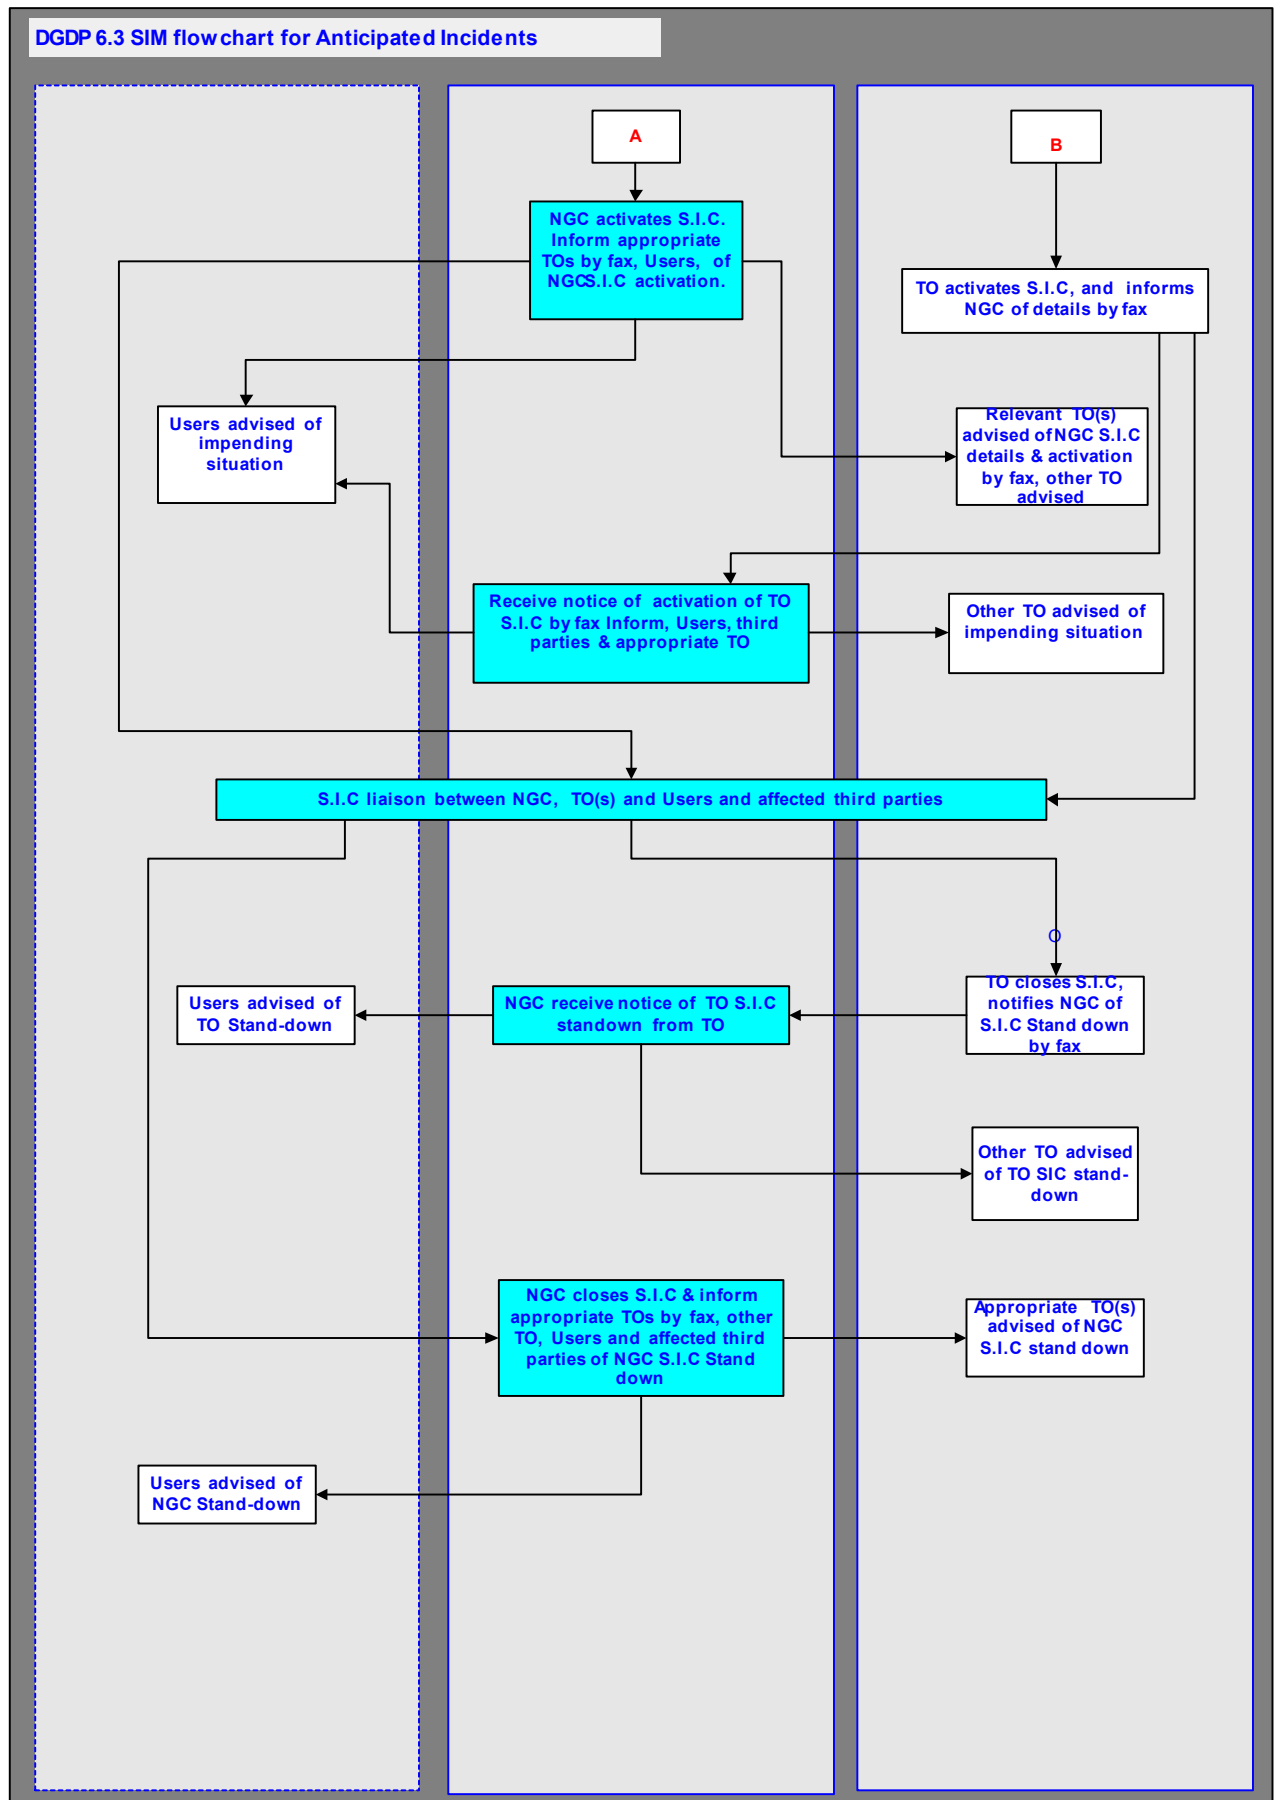 DGDP 6.3 SIM flowchart for Anticipated Incidents
A
B
NGC activates S.I.C.
Inform appropriate
TOs by fax, Users, of
NGCS.I.C activation.
TO activates S.I.C, and informs
NGC of details by fax
Users advised of
impending
situation
Relevant TO(s)
advised of NGC S.I.C
details & activation
by fax, other TO
advised
Receive notice of activation of TO
S.I.C by fax Inform, Users, third
parties & appropriate TO
Other TO advised of
impending situation
S.I.C liaison between NGC, TO(s) and Users and affected third parties
O
Users advised of
TO Stand-down
NGC receive notice of TO S.I.C
standown from TO
TO closes S.I.C,
notifies NGC of
S.I.C Stand down
by fax
Other TO advised
of TO SIC stand-
down
NGC closes S.I.C & inform
appropriate TOs by fax, other
TO, Users and affected third
parties of NGC S.I.C Stand
down
Appropriate TO(s)
advised of NGC
S.I.C stand down
Users advised of
NGC Stand-down